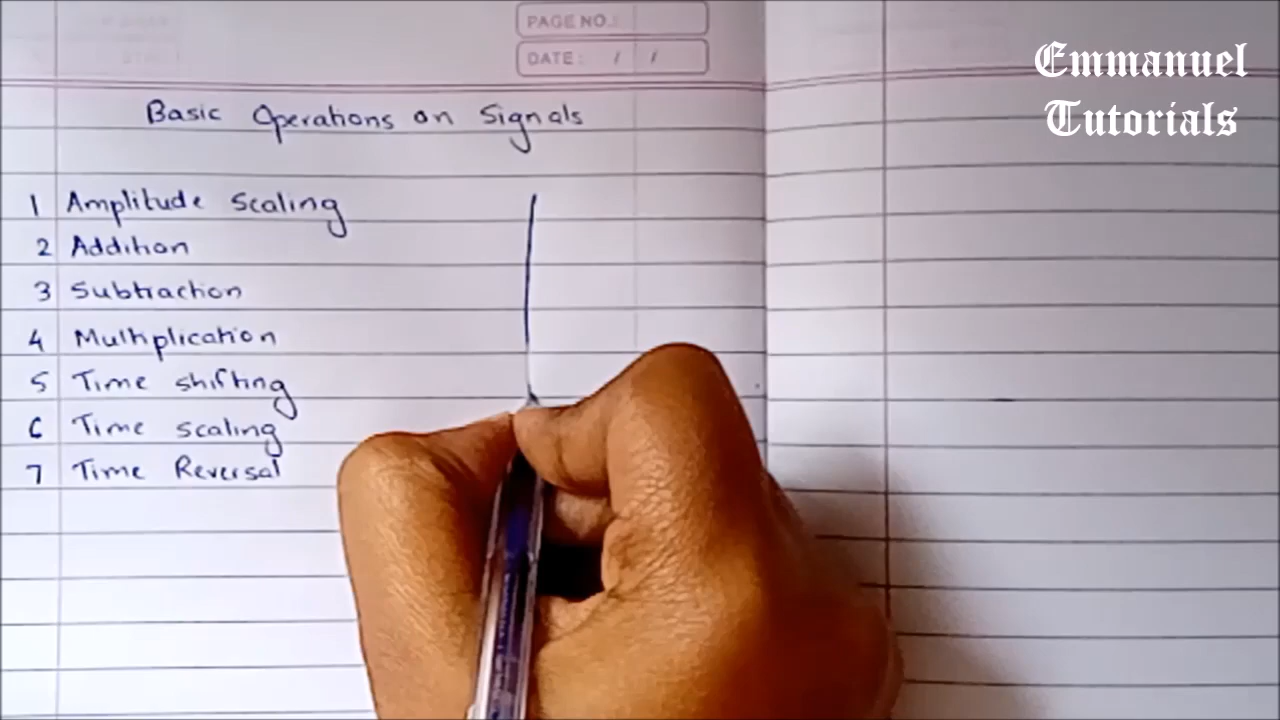 PAGE NO.:
DATE: / /
Emmanuel
Tutorials
Basic Operations on Signals
1 Amplitude Scaling
2 Addition
3 Subtraction
4 Multiplication
5 Time shifting
6 Time scaling
7 Time Reversal